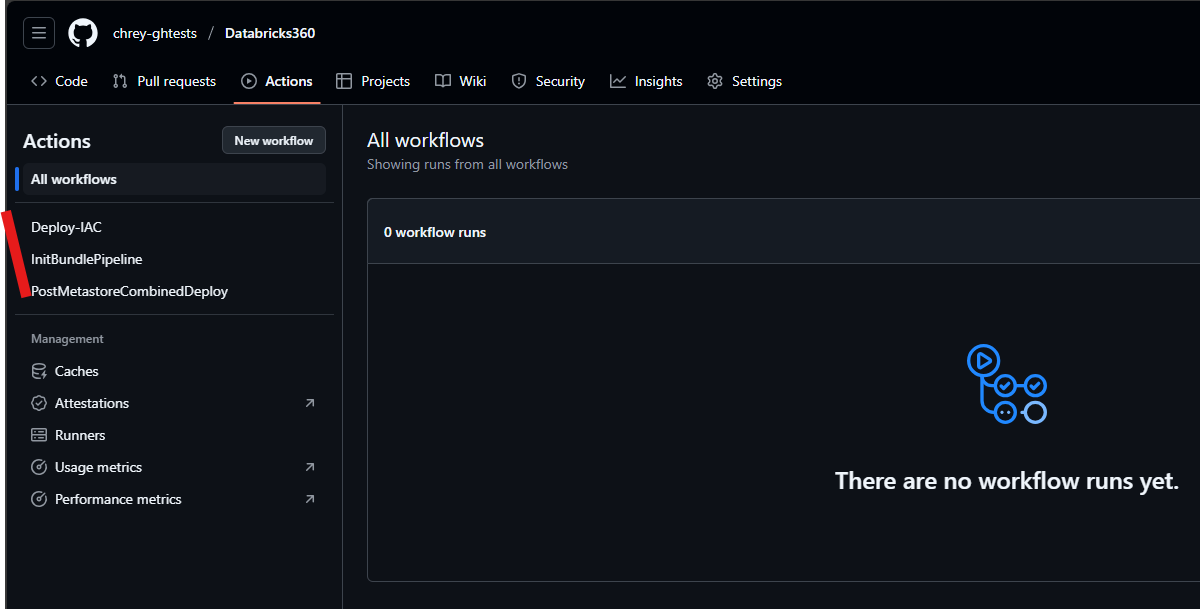 chrey-ghtests / Databricks360
Code Pull requests Actions Projects Wiki Security Insights Settings
Actions
New workflow
All workflows
Deploy-IAC
InitBundlePipeline
PostMetastoreCombinedDeploy
Management
Caches
Attestations
Runners
Usage metrics
Performance metrics
All workflows
Showing runs from all workflows
0 workflow runs
There are no workflow runs yet.